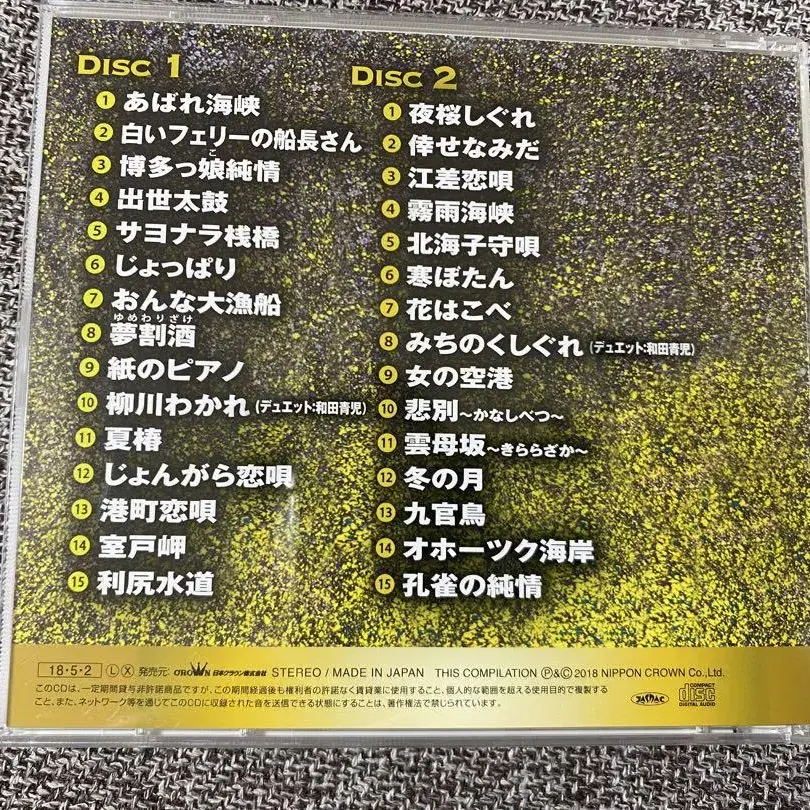 DISC 1
1 あばれ海峡
2 白いフェリーの船長さん
3 博多っ娘純情
4 出世太鼓
5 サヨナラ桟橋
6 じょっぱり
7 おんな大漁船
ゆめわりざけ
8 夢割酒
9 紙のピアノ
10 柳川わかれ(デュエット:和田青児)
11 夏椿
12 じょんがら恋唄
13 港町恋唄
14 室戸岬
15 利尻水道
DISC 2
1 夜桜しぐれ
2 倖せなみだ
3 江差恋唄
4 霧雨海峡
5 北海子守唄
6 寒ぼたん
7 花はこべ
8 みちのくしぐれ(デュエット:和田青児)
9 女の空港
10 悲別~かなしべつ~
11 雲母坂~きららざか~
12 冬の月
13 九官鳥
14 オホーツク海岸
15 孔雀の純情
18・5・2 Ⓛ Ⓧ 発売元: CROWN 日本クラウン株式会社 STEREO / MADE IN JAPAN THIS COMPILATION Ⓟ&© 2018 NIPPON CROWN Co.,Ltd.
このCDは、一定期間貸与非許諾商品ですが、この期間経過後も権利者の許諾なく賃貸業に使用すること、個人的な範囲を超える使用目的で複製する
こと、また、ネットワーク等を通じてこのCDに収録された音を送信できる状態にすることは、著作権法で禁じられています。
JASRAC
COMPACT
disc
DIGITAL AUDIO